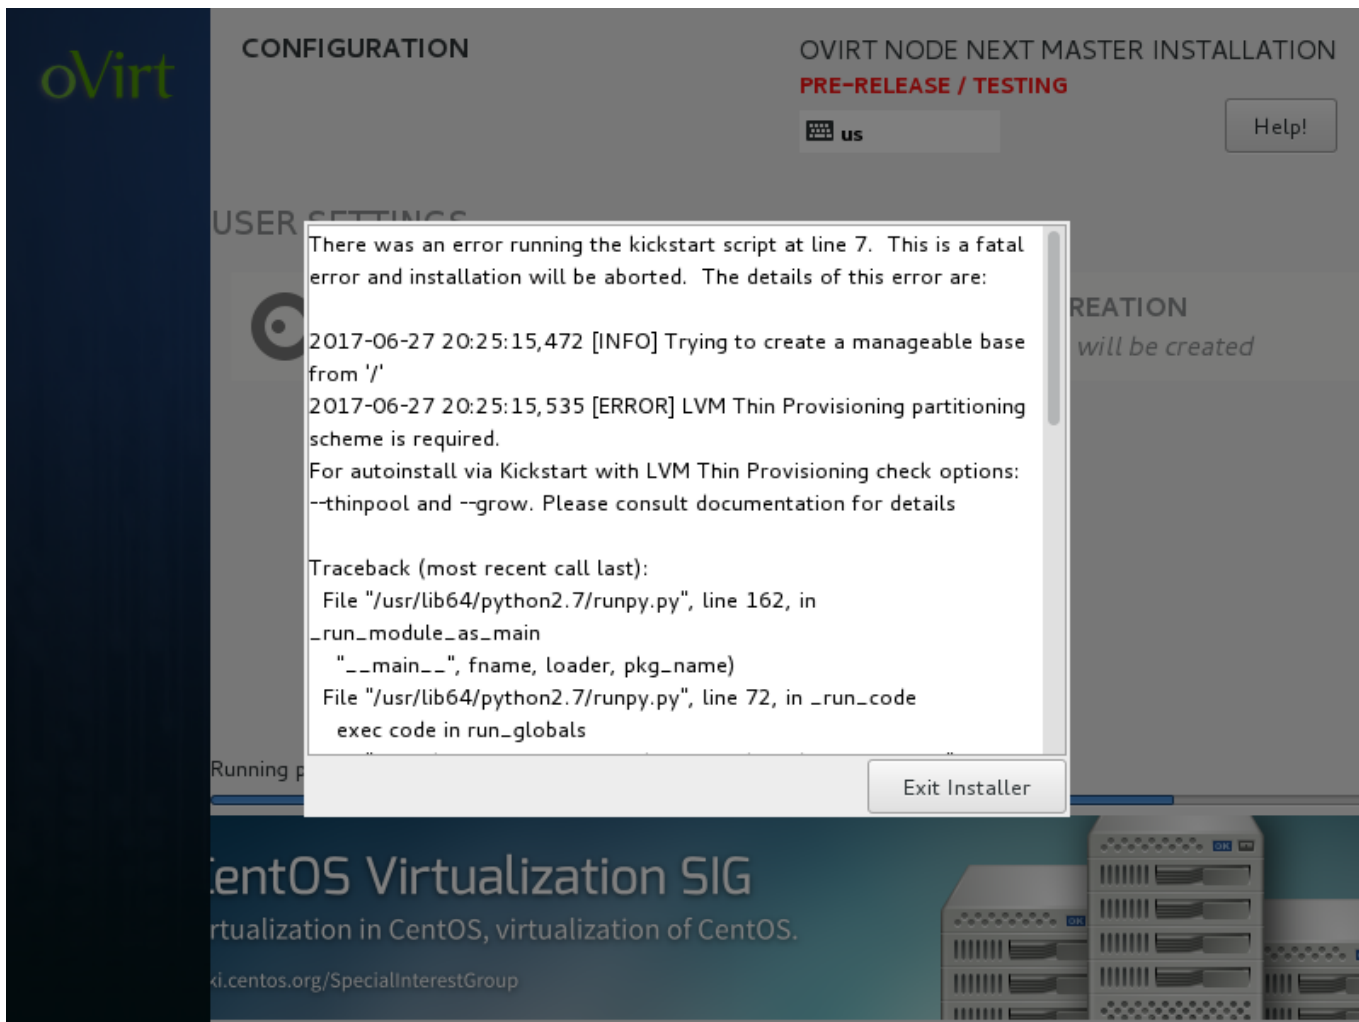 oVirt
CONFIGURATION
OVIRT NODE NEXT MASTER INSTALLATION
PRE-RELEASE / TESTING
us
Help!
USER SETTINGS
There was an error running the kickstart script at line 7.  This is a fatal
error and installation will be aborted.  The details of this error are:
REATION
will be created
2017-06-27 20:25:15,472 [INFO] Trying to create a manageable base
from '/'
2017-06-27 20:25:15,535 [ERROR] LVM Thin Provisioning partitioning
scheme is required.
For autoinstall via Kickstart with LVM Thin Provisioning check options:
--thinpool and --grow. Please consult documentation for details
Traceback (most recent call last):
File "/usr/lib64/python2.7/runpy.py", line 162, in
_run_module_as_main
"__main__", fname, loader, pkg_name)
File "/usr/lib64/python2.7/runpy.py", line 72, in _run_code
exec code in run_globals
Running p
Exit Installer
entOS Virtualization SIG
rtualization in CentOS, virtualization of CentOS.
ki.centos.org/SpecialInterestGroup
OK
OK